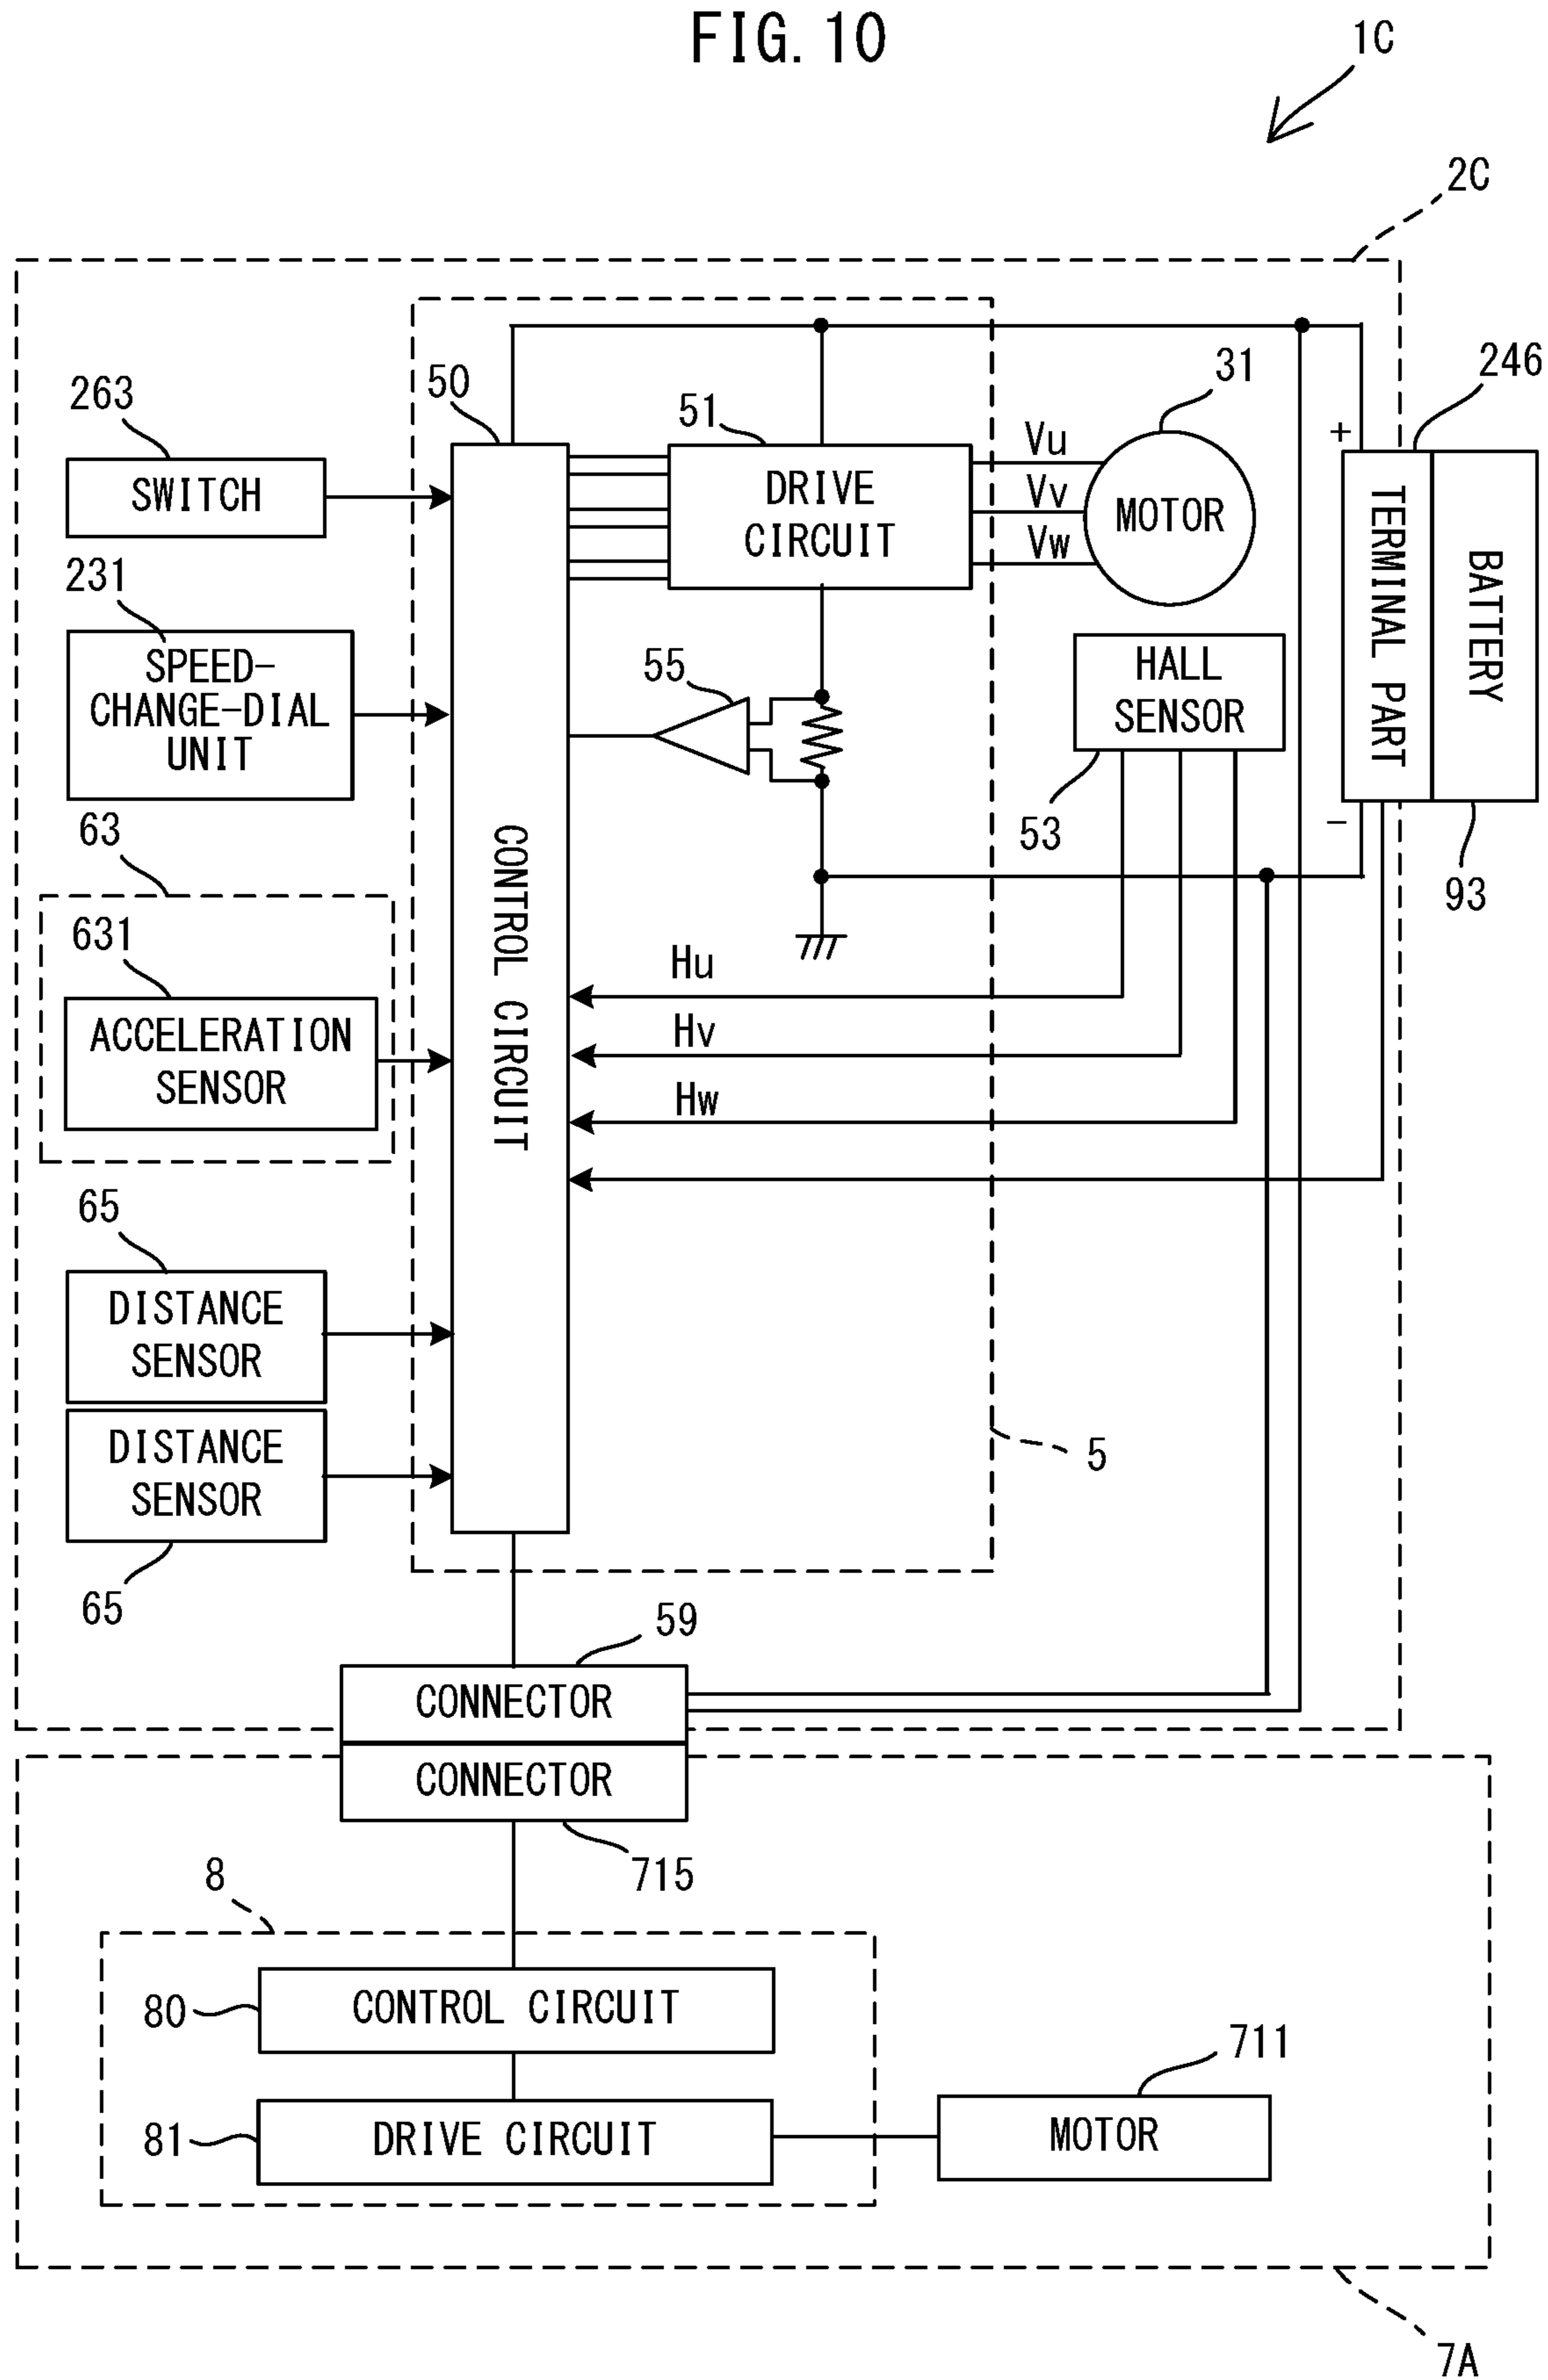 FIG. 10
1C
2C
263
SWITCH
50
51
DRIVE
CIRCUIT
Vu
Vv
Vw
31
MOTOR
246
+
TERMINAL PART
BATTERY
231
SPEED-
CHANGE-DIAL
UNIT
55
HALL
SENSOR
53
−
93
63
631
ACCELERATION
SENSOR
CONTROL CIRCUIT
Hu
Hv
Hw
65
DISTANCE
SENSOR
DISTANCE
SENSOR
65
5
59
CONNECTOR
CONNECTOR
715
8
80
CONTROL CIRCUIT
81
DRIVE CIRCUIT
711
MOTOR
7A